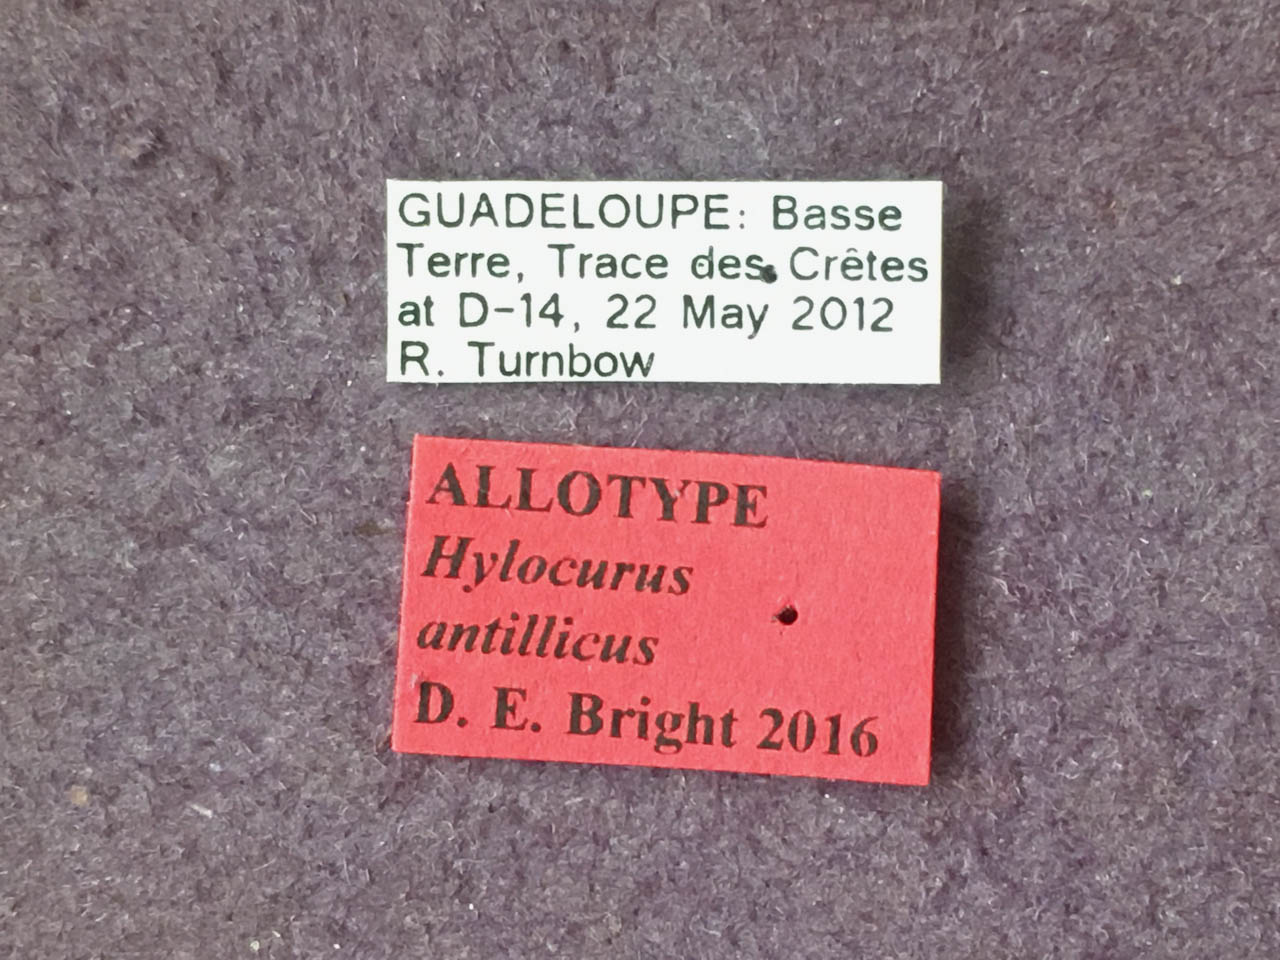 GUADELOUPE: Basse
Terre, Trace des Crêtes
at D-14, 22 May 2012
R. Turnbow
ALLOTYPE
Hylocurus
antillicus
D. E. Bright 2016